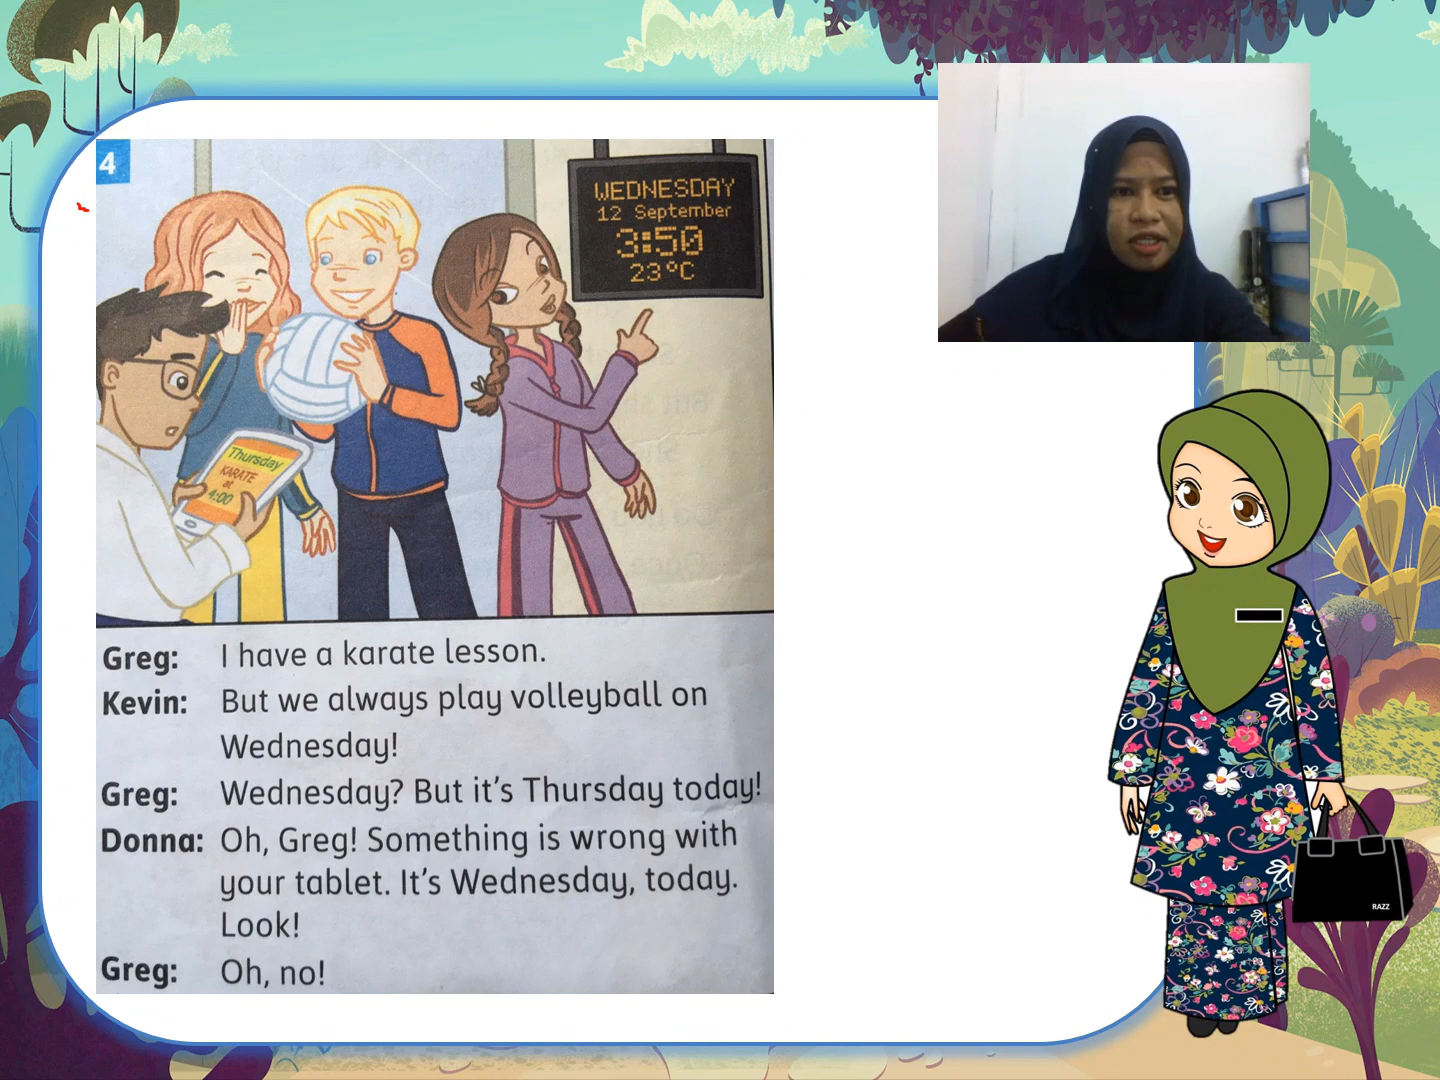 4
WEDNESDAY
12 September
3:50
23°C
Thursday
KARATE
at
4:00
Greg: I have a karate lesson.
Kevin: But we always play volleyball on
Wednesday!
Greg: Wednesday? But it's Thursday today!
Donna: Oh, Greg! Something is wrong with
your tablet. It's Wednesday, today.
Look!
Greg: Oh, no!
RAZZ